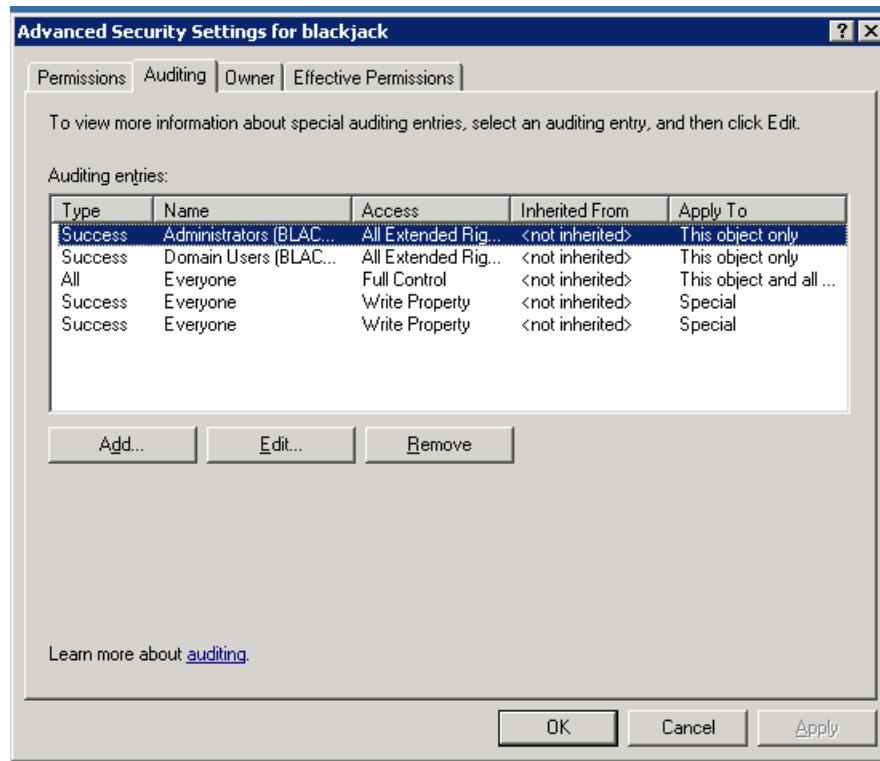 Advanced Security Settings for blackjack
Permissions Auditing Owner Effective Permissions
To view more information about special auditing entries, select an auditing entry, and then click Edit.
Auditing entries:
Type Name Access Inherited From Apply To
Success Administrators (BLAC... All Extended Rig... <not inherited> This object only
Success Domain Users (BLAC... All Extended Rig... <not inherited> This object only
All Everyone Full Control <not inherited> This object and all ...
Success Everyone Write Property <not inherited> Special
Success Everyone Write Property <not inherited> Special
Add... Edit... Remove
Learn more about auditing.
OK Cancel Apply